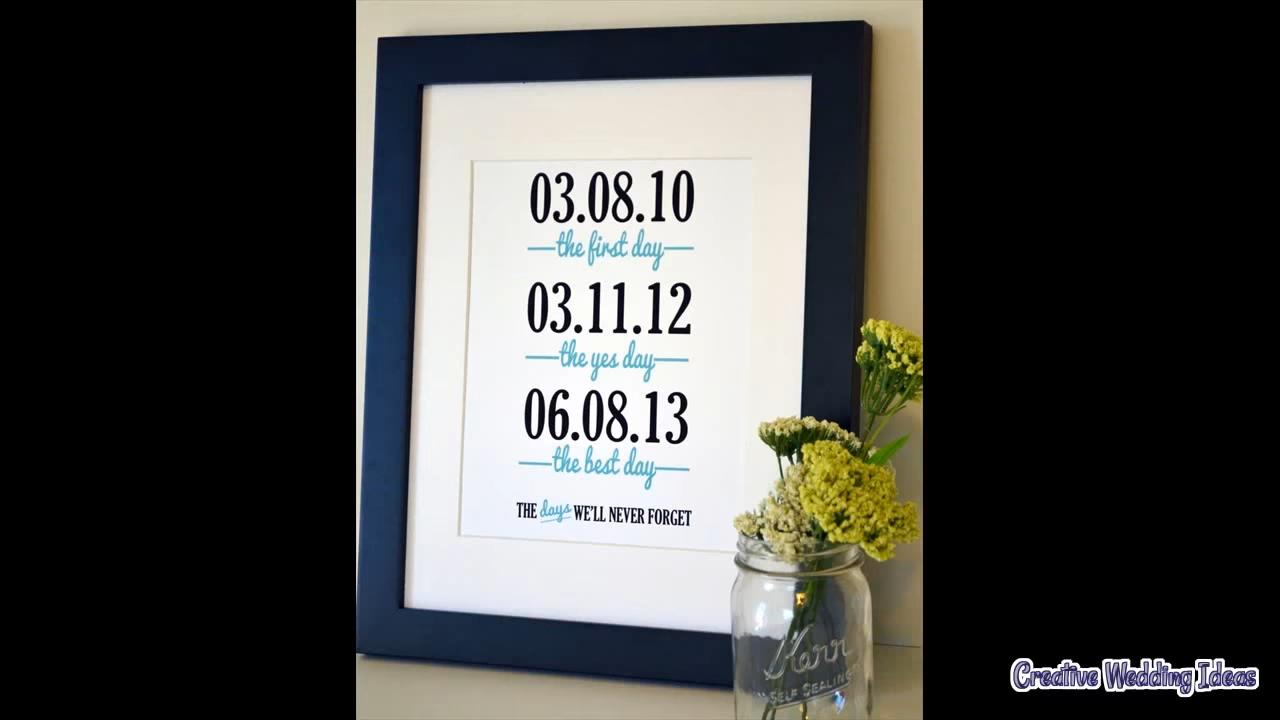 03.08.10
the first day
03.11.12
the yes day
06.08.13
the best day
THE days WE'LL NEVER FORGET
Kerr
SELF SEALING
Creative Wedding Ideas